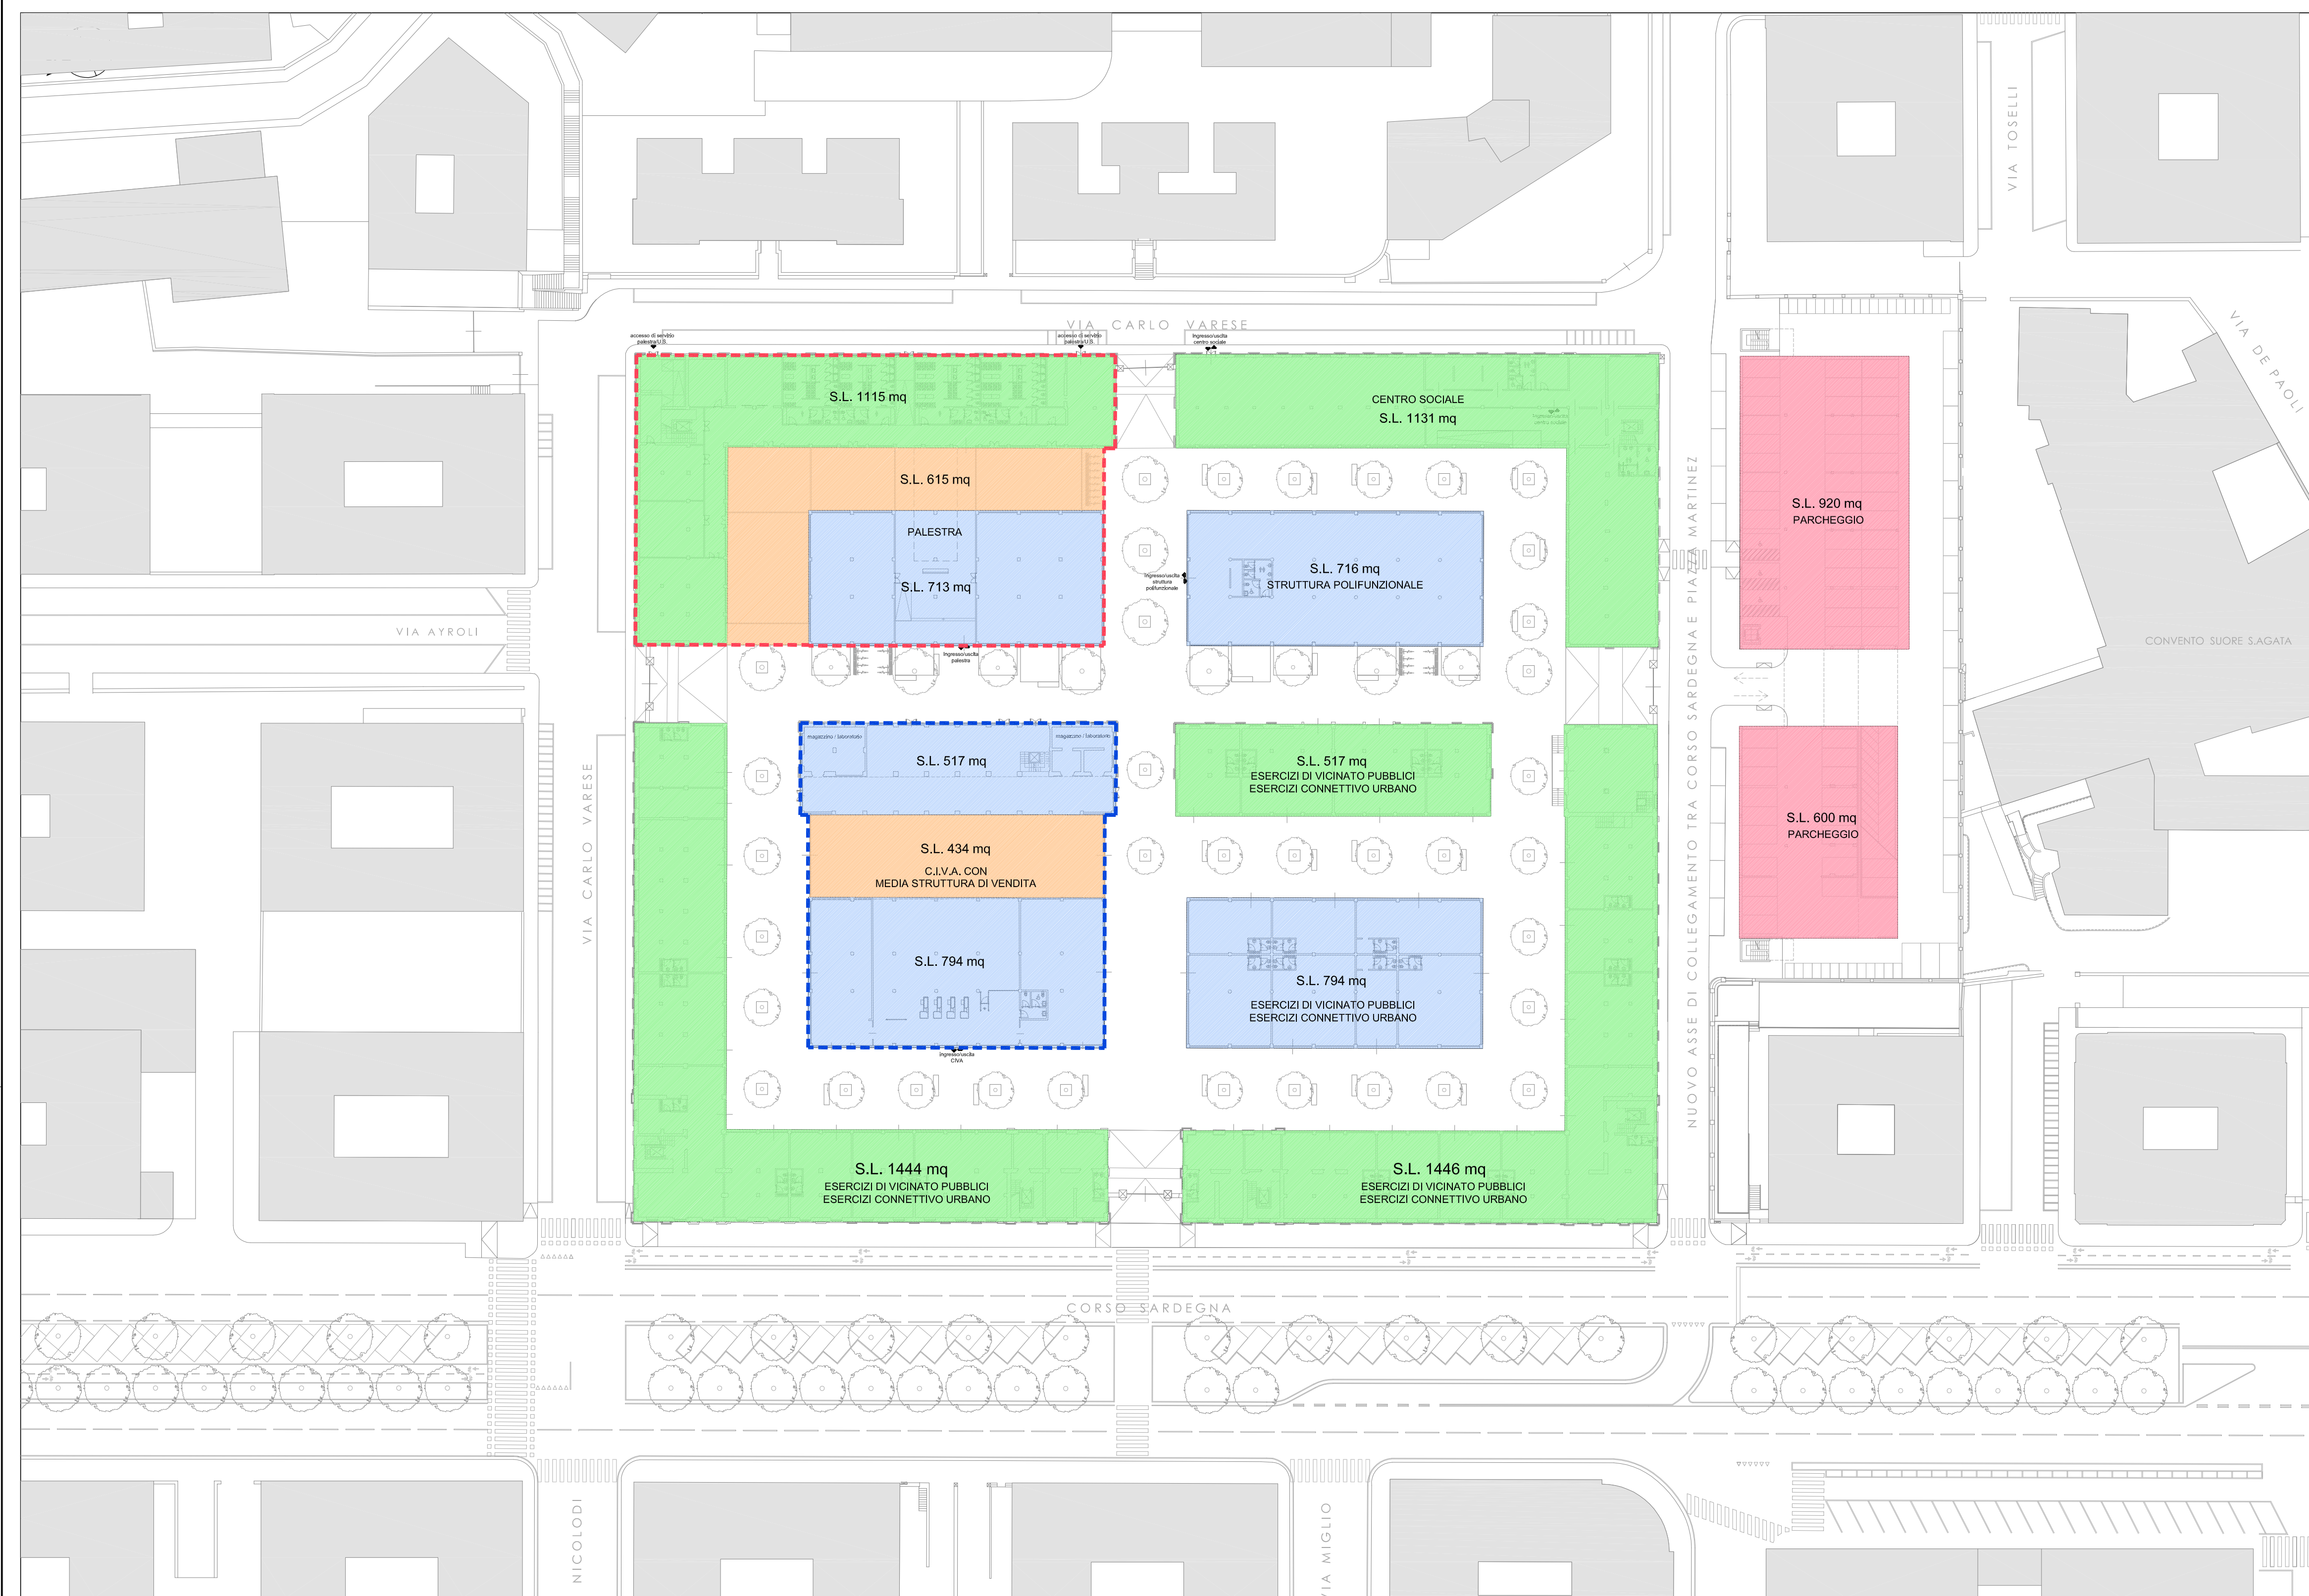 VIA TOSELLI
VIA DE PAOLI
VIA CARLO VARESE
accesso di servizio
palestra/U.S.
accesso di servizio
palestra/U.S.
Ingresso/uscita
centro sociale
S.L. 1115 mq
CENTRO SOCIALE
S.L. 1131 mq
S.L. 615 mq
PALESTRA
S.L. 713 mq
Ingresso/uscita
struttura
polifunzionale
S.L. 716 mq
STRUTTURA POLIFUNZIONALE
S.L. 920 mq
PARCHEGGIO
VIA AYROLI
Ingresso/uscita
palestra
CONVENTO SUORE S.AGATA
NUOVO ASSE DI COLLEGAMENTO TRA CORSO SARDEGNA E PIAZZA MARTINEZ
VIA CARLO VARESE
magazzino / laboratorio
magazzino / laboratorio
S.L. 517 mq
S.L. 517 mq
ESERCIZI DI VICINATO PUBBLICI
ESERCIZI CONNETTIVO URBANO
S.L. 434 mq
C.I.V.A. CON
MEDIA STRUTTURA DI VENDITA
S.L. 600 mq
PARCHEGGIO
S.L. 794 mq
S.L. 794 mq
ESERCIZI DI VICINATO PUBBLICI
ESERCIZI CONNETTIVO URBANO
ingresso/uscita
CIVA
S.L. 1444 mq
ESERCIZI DI VICINATO PUBBLICI
ESERCIZI CONNETTIVO URBANO
S.L. 1446 mq
ESERCIZI DI VICINATO PUBBLICI
ESERCIZI CONNETTIVO URBANO
CORSO SARDEGNA
NICOLODI
VIA MIGLIO